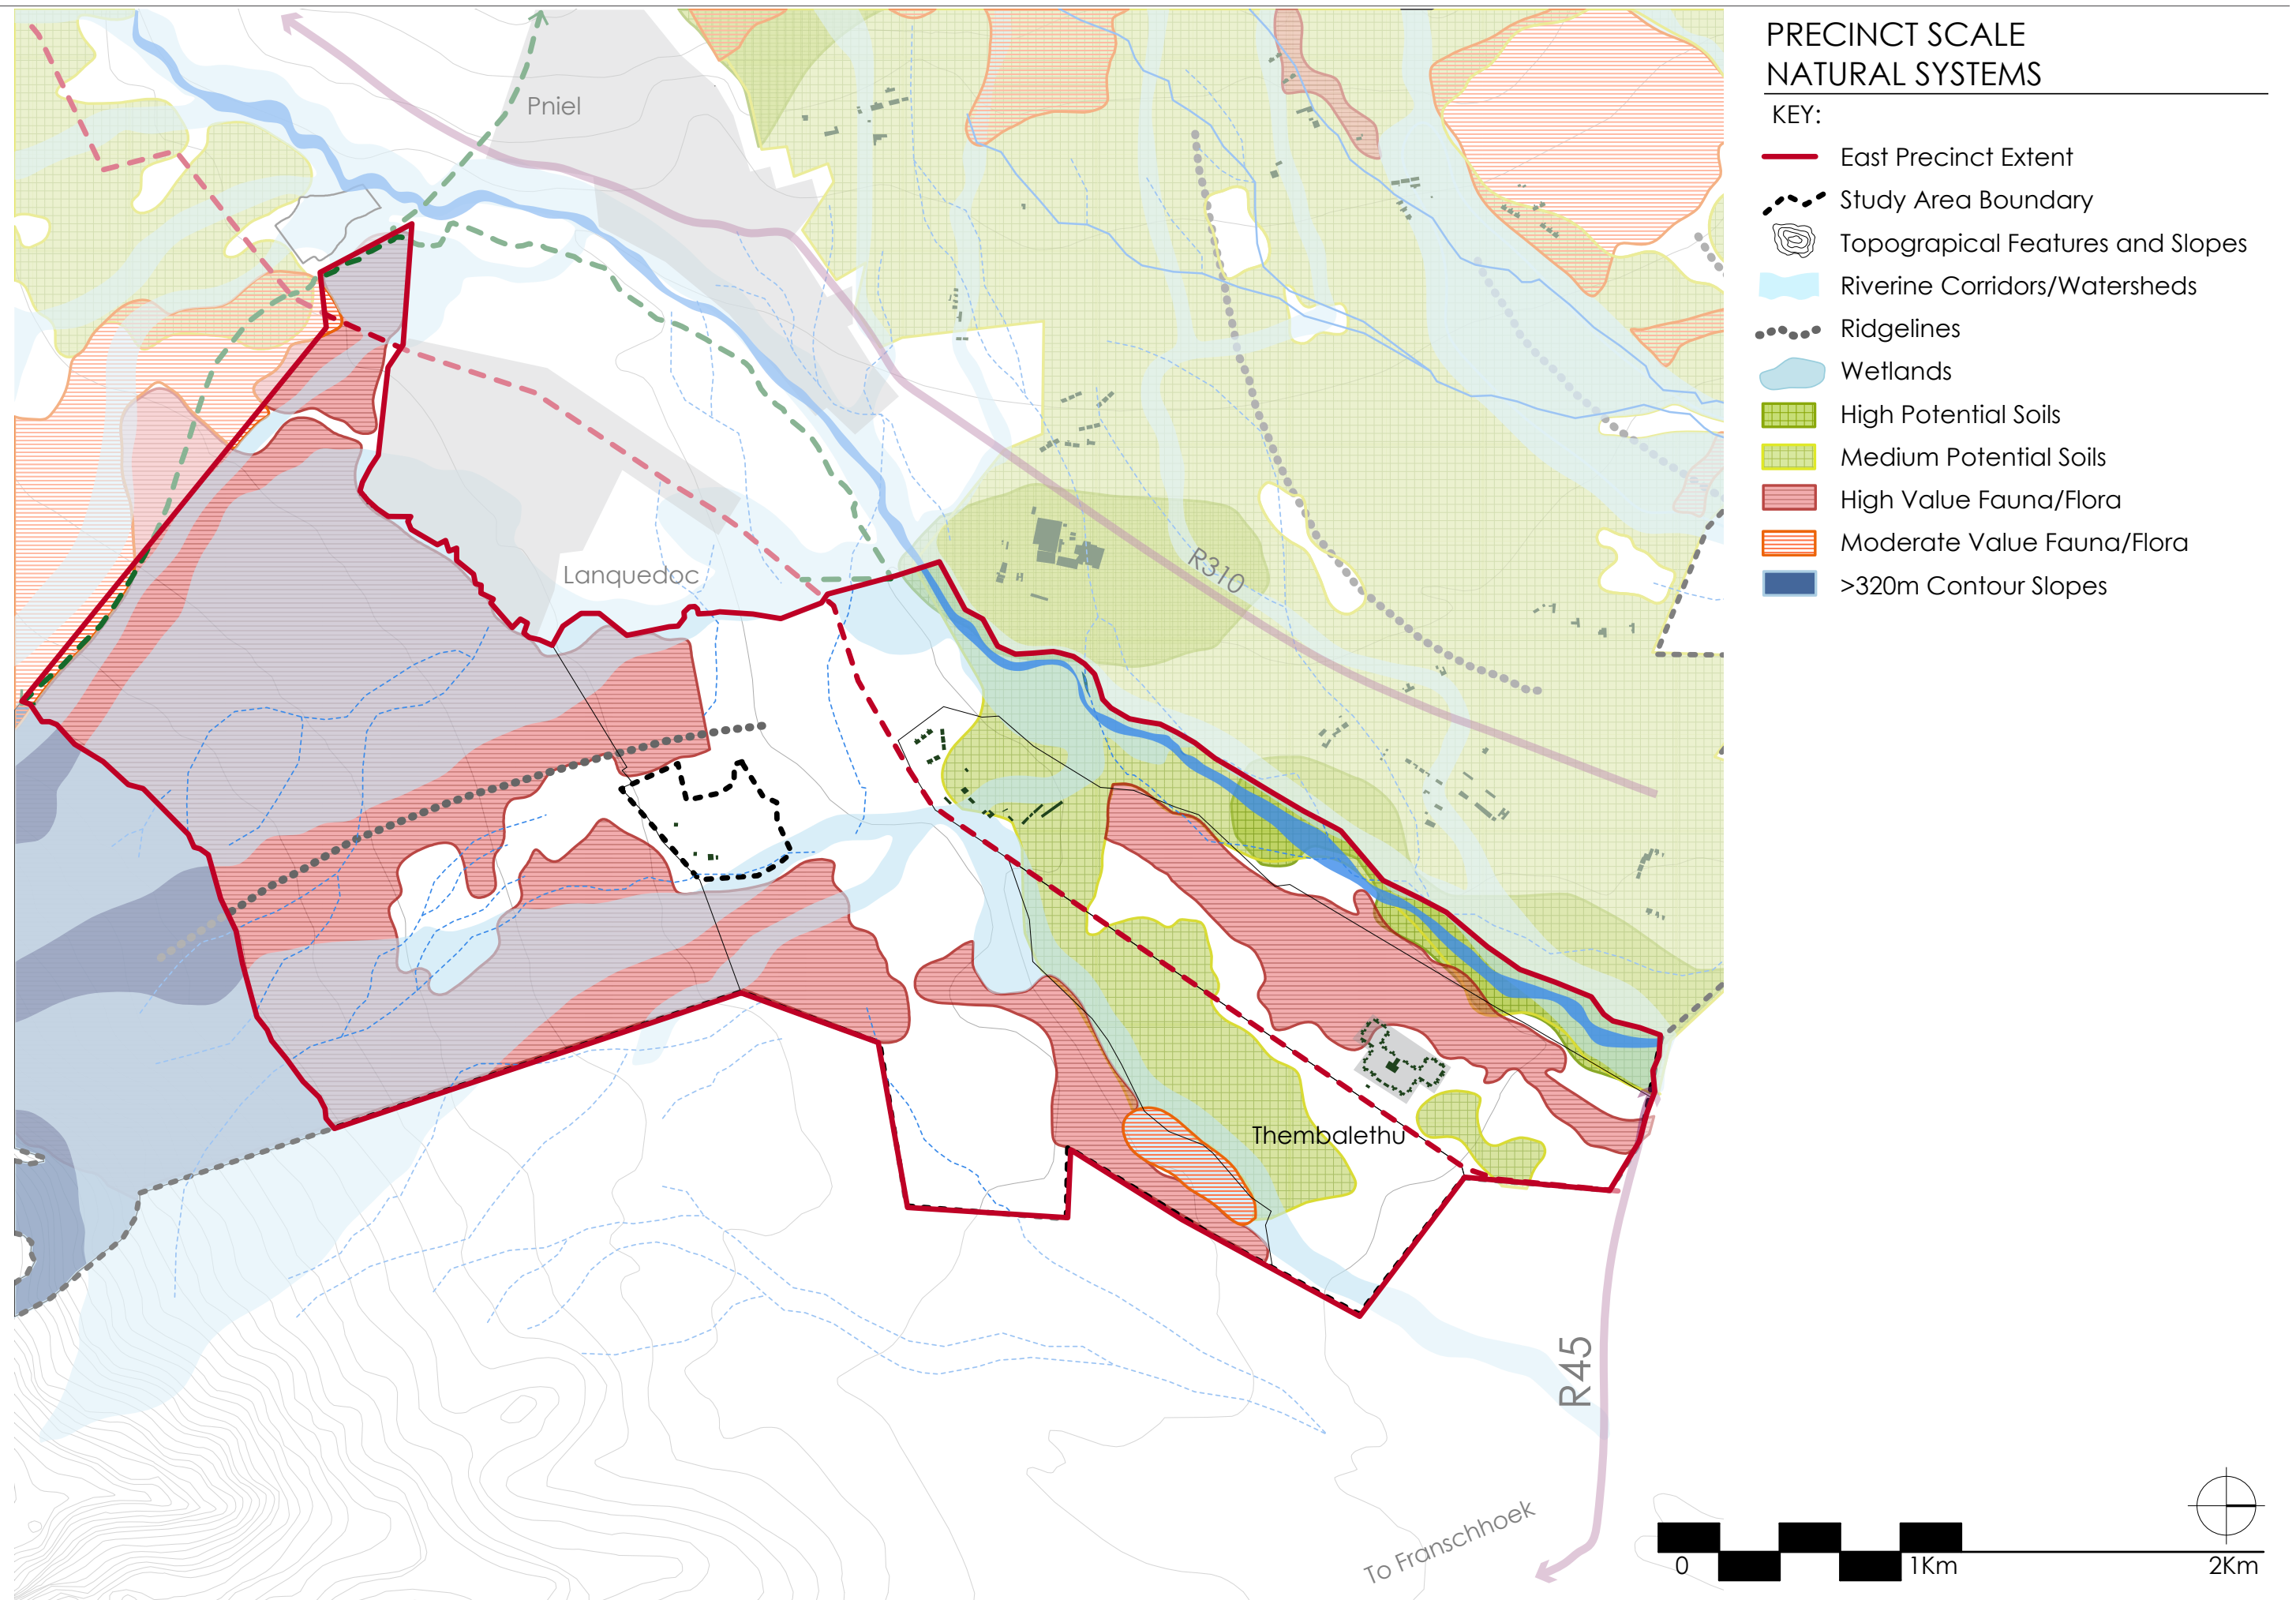 PRECINCT SCALE
NATURAL SYSTEMS
KEY:
East Precinct Extent
Study Area Boundary
Topograpical Features and Slopes
Riverine Corridors/Watersheds
Ridgelines
Wetlands
High Potential Soils
Medium Potential Soils
High Value Fauna/Flora
Moderate Value Fauna/Flora
>320m Contour Slopes
Pniel
Lanquedoc
R310
Thembalethu
R45
To Franschhoek
0
1Km
2Km